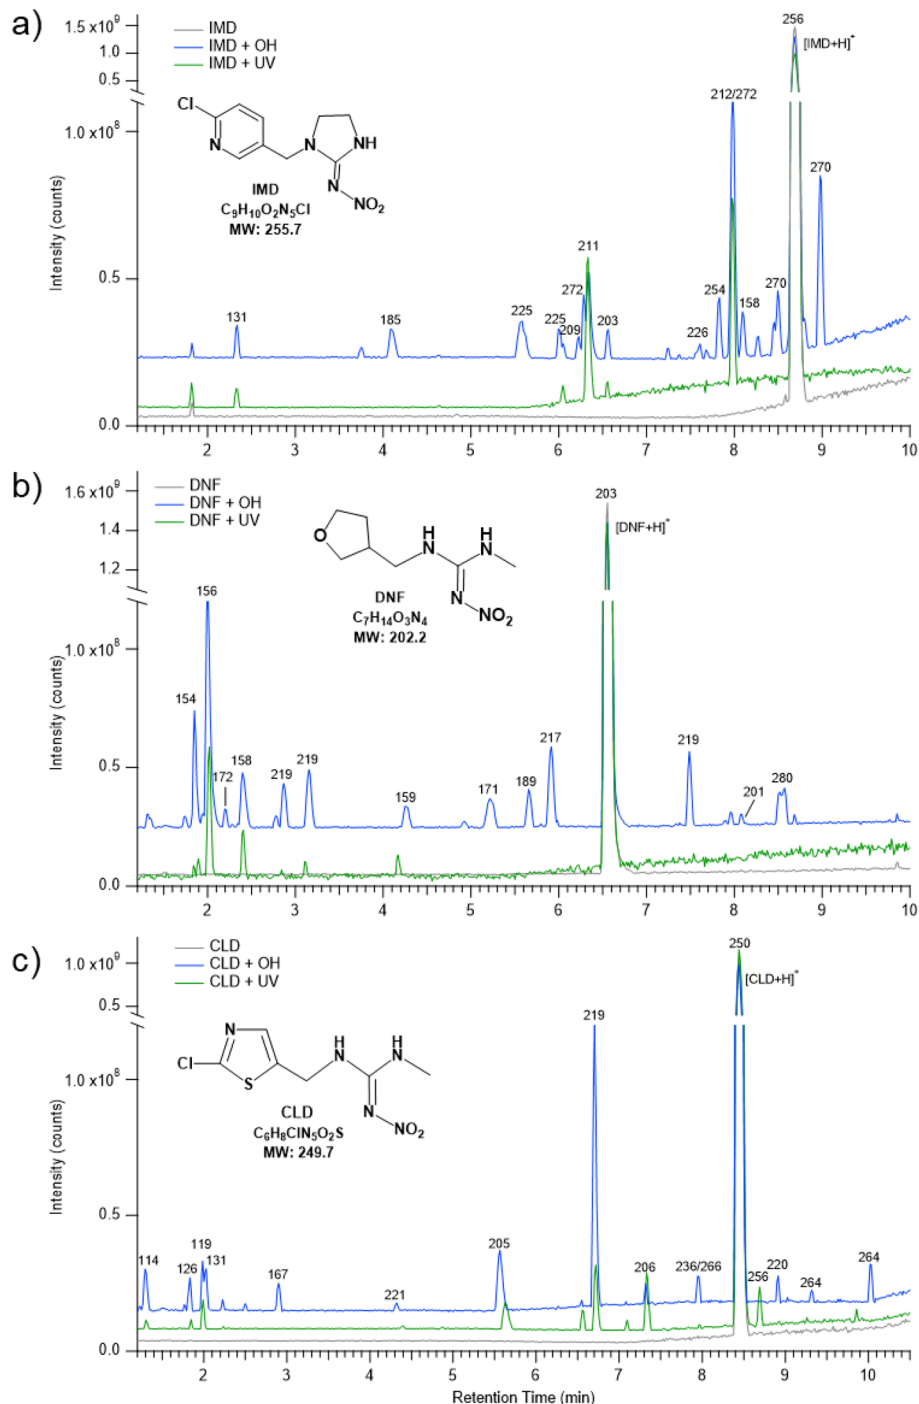 a)
IMD
IMD + OH
IMD + UV
1.5 x10⁹
1.0
0.5
1.0 x10⁸
0.5
0.0
Intensity (counts)
Cl
N
N
NH
N
NO₂
IMD
C₉H₁₀O₂N₅Cl
MW: 255.7
131
185
225
225
272
209
211
203
226
254
212/272
158
270
256
[IMD+H]⁺
270
2 3 4 5 6 7 8 9 10
b)
DNF
DNF + OH
DNF + UV
1.6 x10⁹
1.4
1.2
1.0 x10⁸
0.5
0.0
Intensity (counts)
O
H
N
H
N
N
NO₂
DNF
C₇H₁₄O₃N₄
MW: 202.2
154
156
172
158
219
219
159
171
189
217
203
[DNF+H]⁺
219
201
280
2 3 4 5 6 7 8 9 10
c)
CLD
CLD + OH
CLD + UV
1.0 x10⁹
0.5
1.0 x10⁸
0.5
0.0
Intensity (counts)
N
Cl
S
H
N
H
N
N
NO₂
CLD
C₆H₈ClN₅O₂S
MW: 249.7
114
126
119
131
167
221
205
219
206
236/266
250
[CLD+H]⁺
256
220
264
264
2 3 4 5 6 7 8 9 10
Retention Time (min)